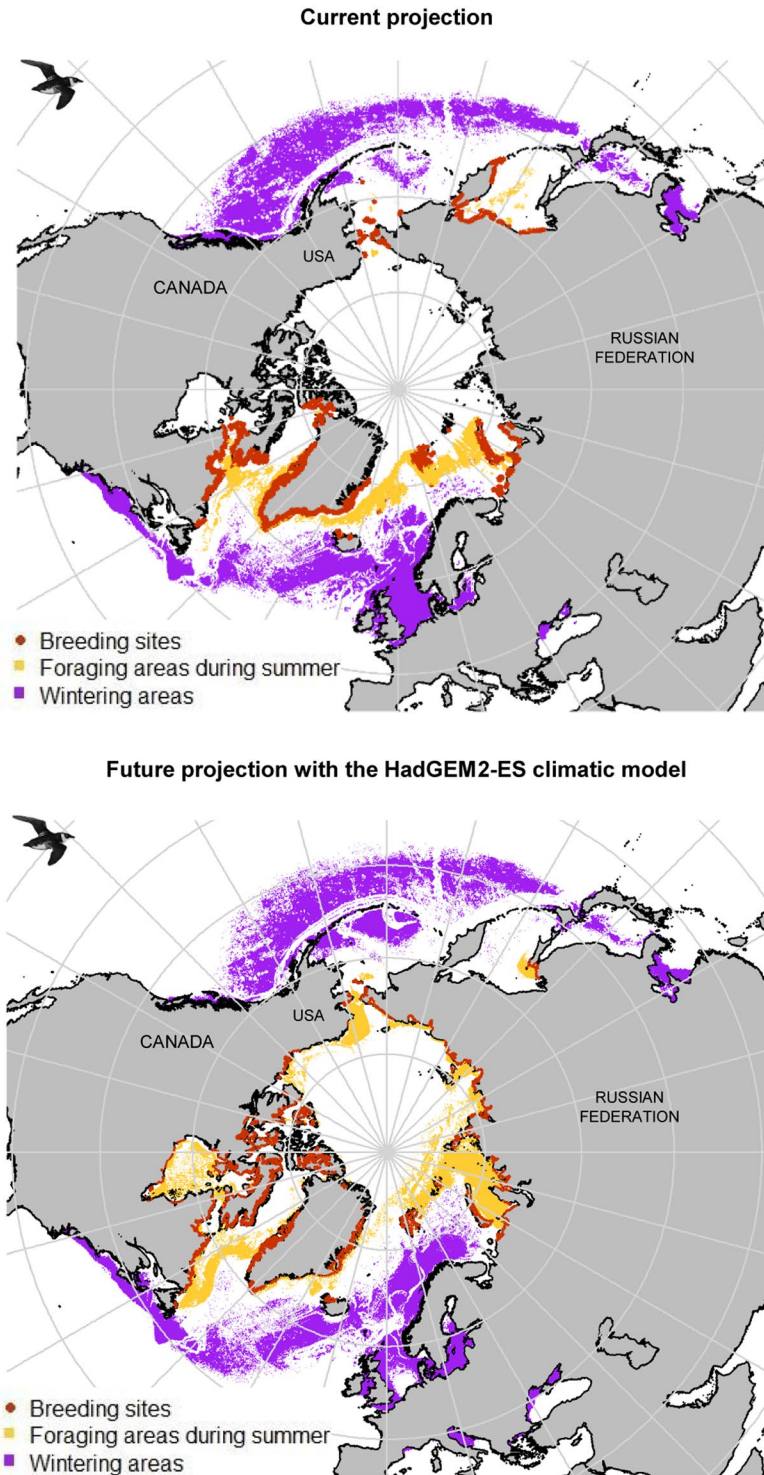 Current projection
USA
CANADA
RUSSIAN
FEDERATION
Breeding sites
Foraging areas during summer
Wintering areas
Future projection with the HadGEM2-ES climatic model
USA
CANADA
RUSSIAN
FEDERATION
Breeding sites
Foraging areas during summer
Wintering areas